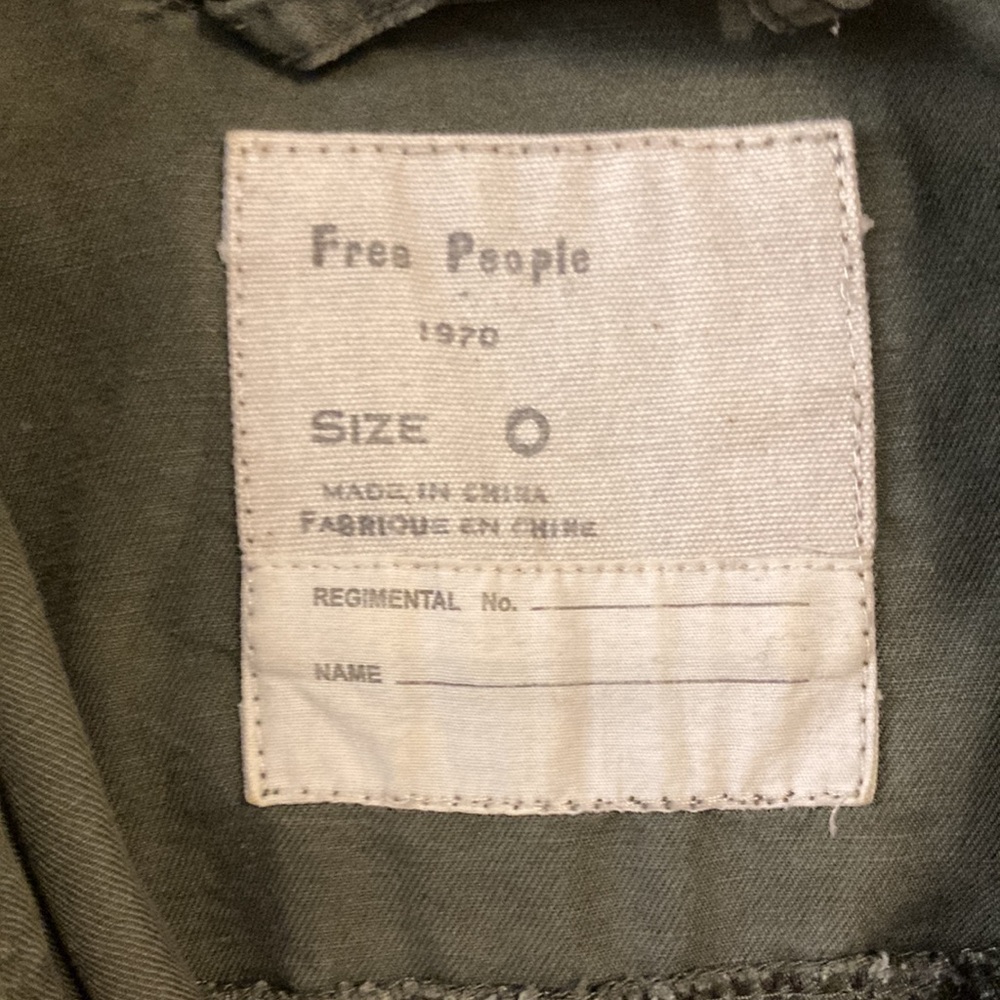 Free People
1970
SIZE 0
MADE IN CHINA
FABRIQUE EN CHINE
REGIMENTAL No.
NAME